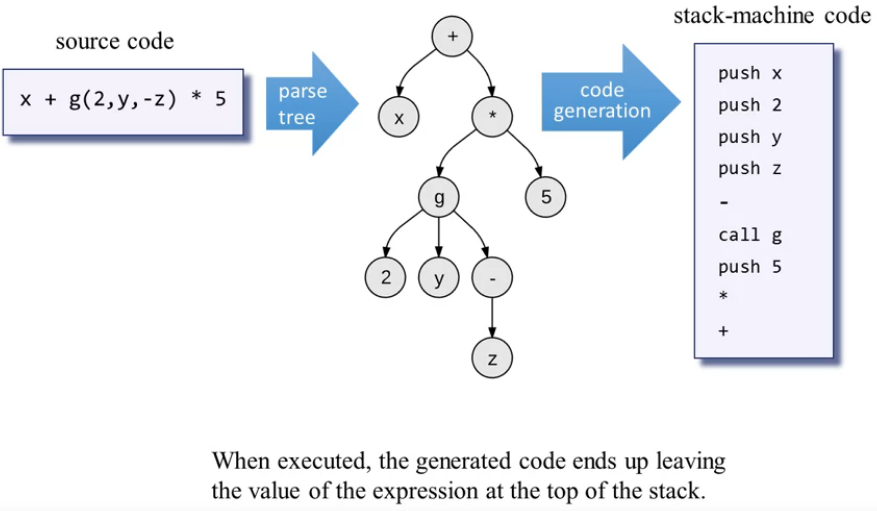 source code
x + g(2,y,-z) * 5
parse
tree
+
x
*
g
5
2
y
-
z
code
generation
stack-machine code
push x
push 2
push y
push z
-
call g
push 5
*
+
When executed, the generated code ends up leaving
the value of the expression at the top of the stack.